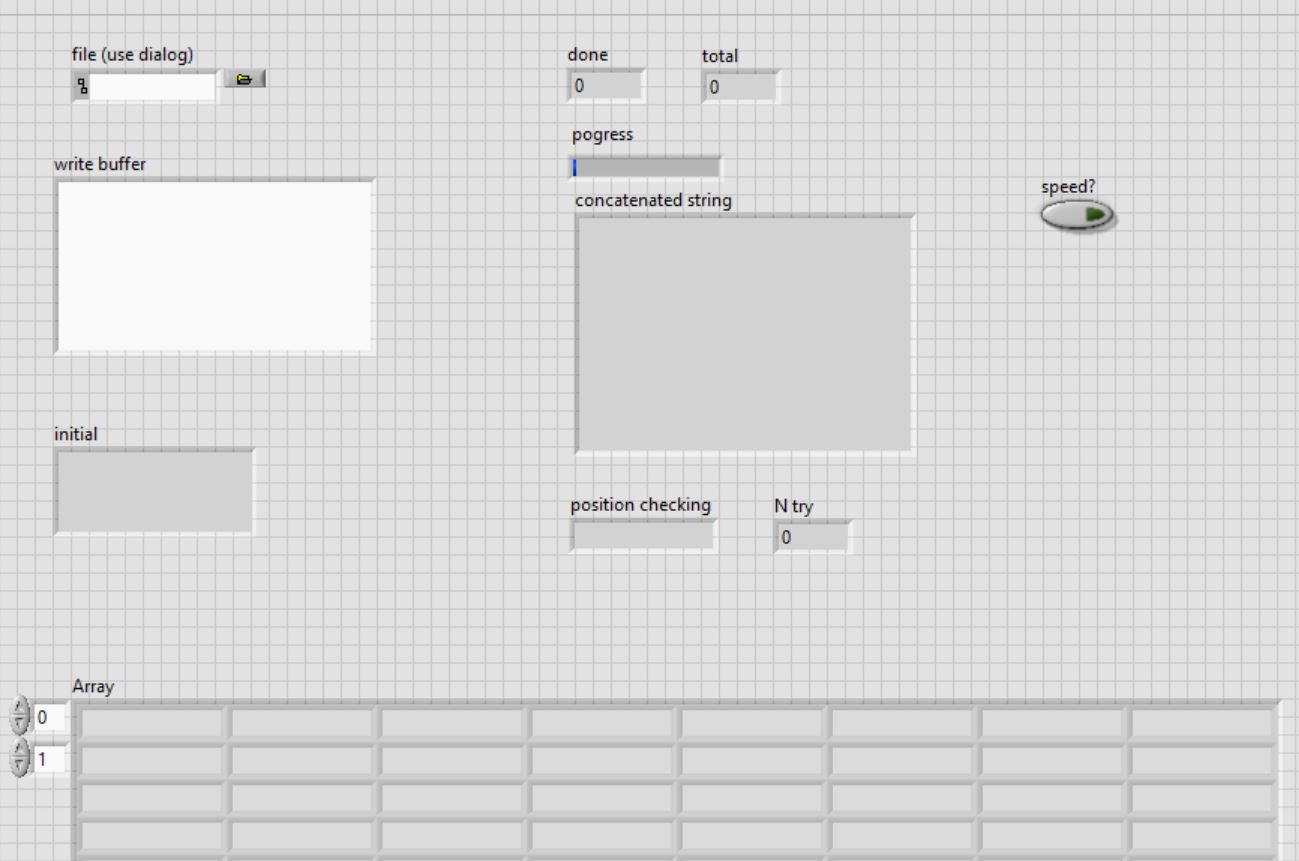 file (use dialog)
done
total
0
0
pogress
write buffer
speed?
concatenated string
initial
position checking
N try
0
Array
0
1